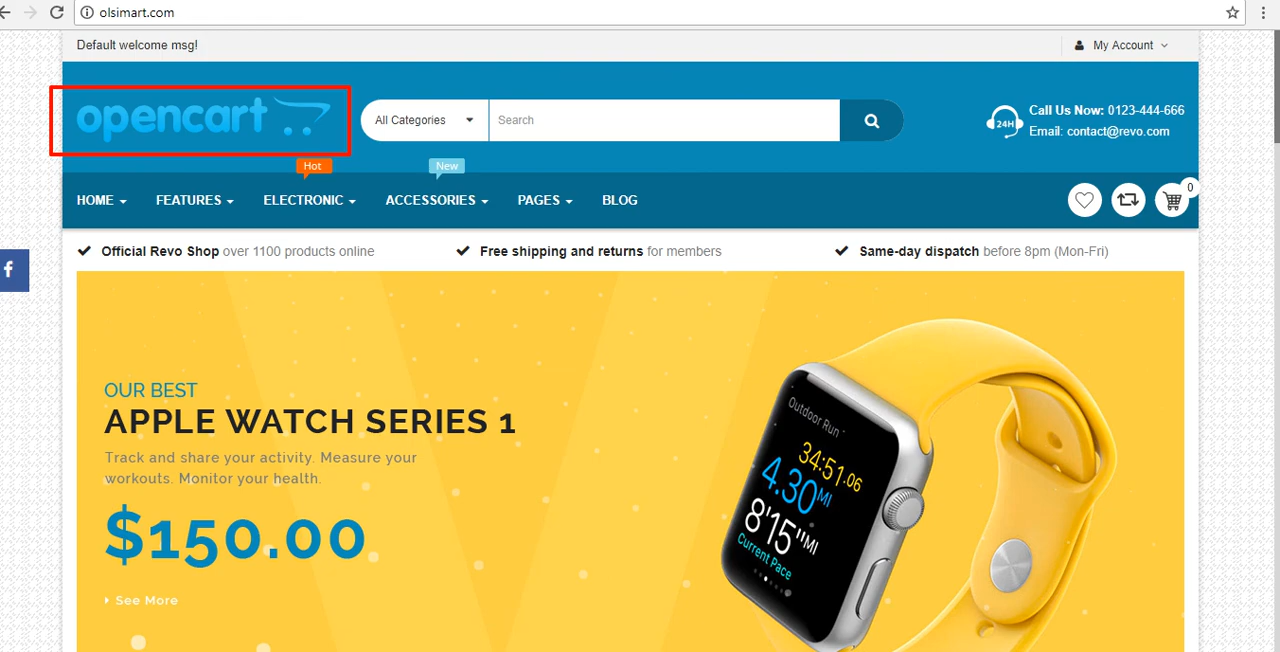 olsimart.com
Default welcome msg!
My Account
opencart
All Categories
Search
24H
Call Us Now: 0123-444-666
Email: contact@revo.com
Hot
New
HOME
FEATURES
ELECTRONIC
ACCESSORIES
PAGES
BLOG
0
Official Revo Shop over 1100 products online
Free shipping and returns for members
Same-day dispatch before 8pm (Mon-Fri)
f
OUR BEST
APPLE WATCH SERIES 1
Track and share your activity. Measure your
workouts. Monitor your health.
$150.00
See More
Outdoor Run
34:51.06
4.30MI
8'15"MI
Current Pace